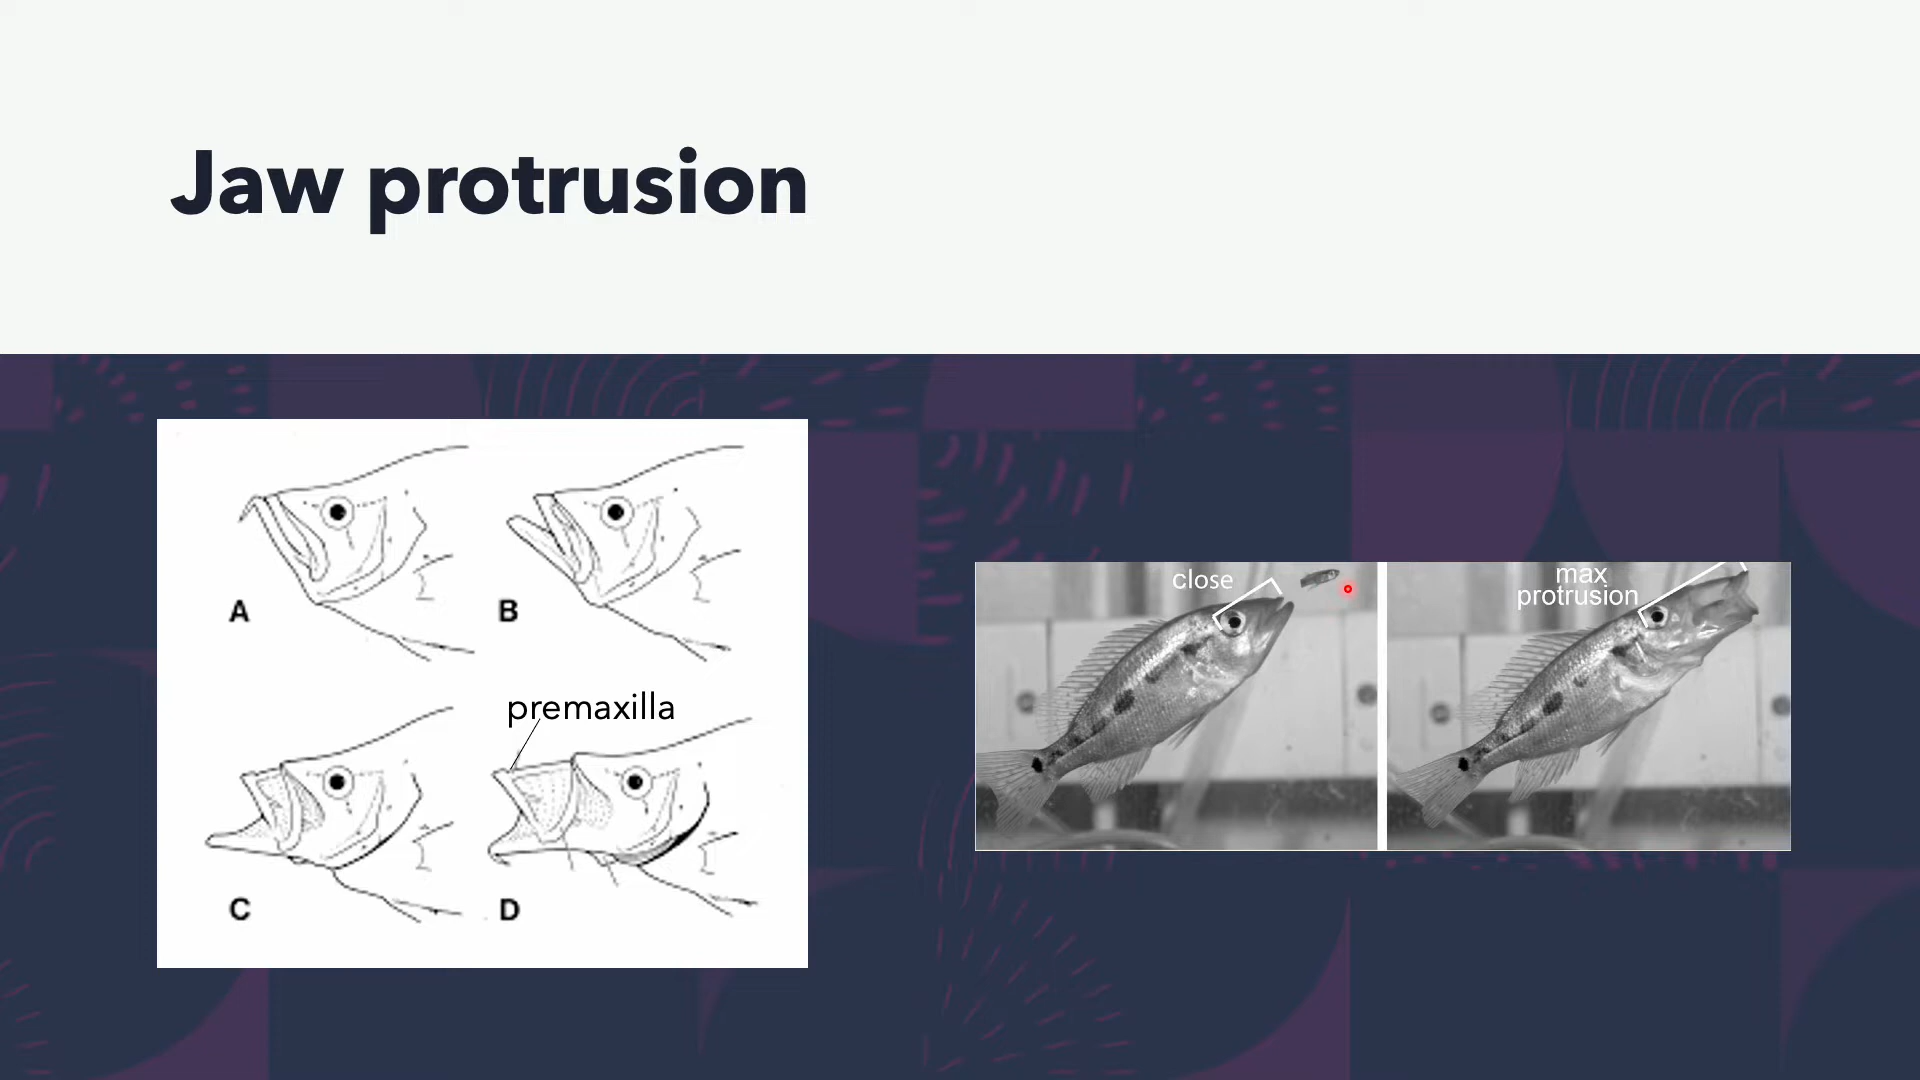 Jaw protrusion
A
B
premaxilla
C
D
close
max
protrusion